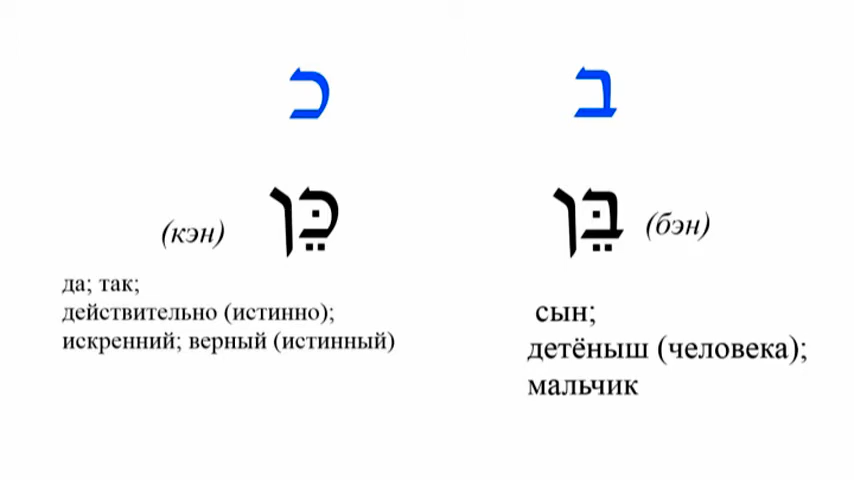 כ
ב
(кэн) כֵּן
בֵּן (бэн)
да; так;
действительно (истинно);
искренний; верный (истинный)
сын;
детёныш (человека);
мальчик